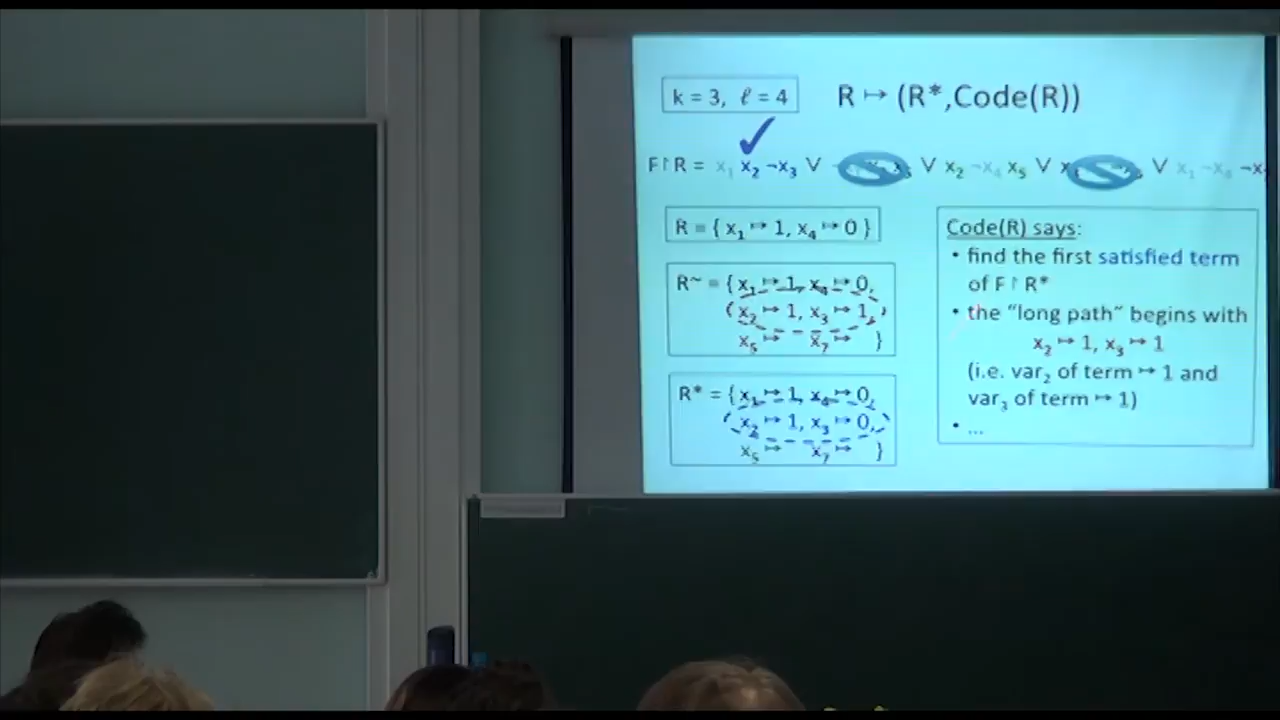 k = 3, ℓ = 4
R ↦ (R*,Code(R))
F↾R = x₁ x₂ ¬x₃ ∨ ∨ x₂ ¬x₄ x₅ ∨ ∨ x₁ ¬x₄
R = { x₁ ↦ 1, x₄ ↦ 0 }
R~ = { x₁ ↦ 1, x₄ ↦ 0,
x₂ ↦ 1, x₃ ↦ 1,
x₅ ↦ x₇ ↦ }
R* = { x₁ ↦ 1, x₄ ↦ 0,
x₂ ↦ 1, x₃ ↦ 0,
x₅ ↦ x₇ ↦ }
Code(R) says:
• find the first satisfied term
of F↾R*
• the "long path" begins with
x₂ ↦ 1, x₃ ↦ 1
(i.e. var₂ of term ↦ 1 and
var₃ of term ↦ 1)
• ...